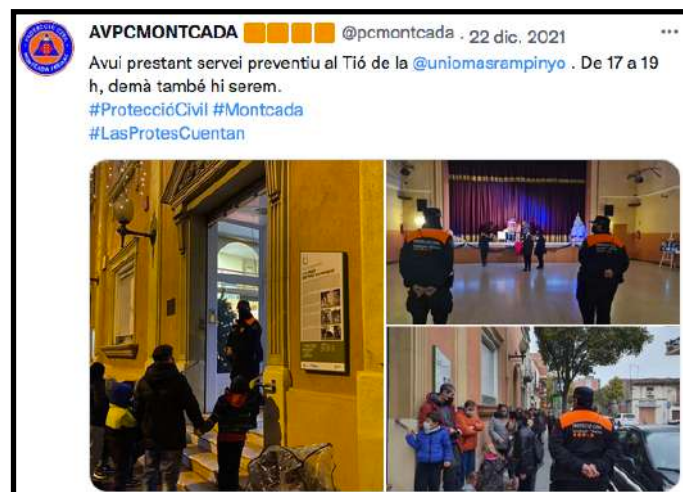 AVPCMONTCADA 🟧🟧🟧🟧 @pcmontcada · 22 dic. 2021
Avui prestant servei preventiu al Tió de la @uniomasrampinyo . De 17 a 19
h, demà també hi serem.
#ProteccióCivil #Montcada
#LasProtesCuentan